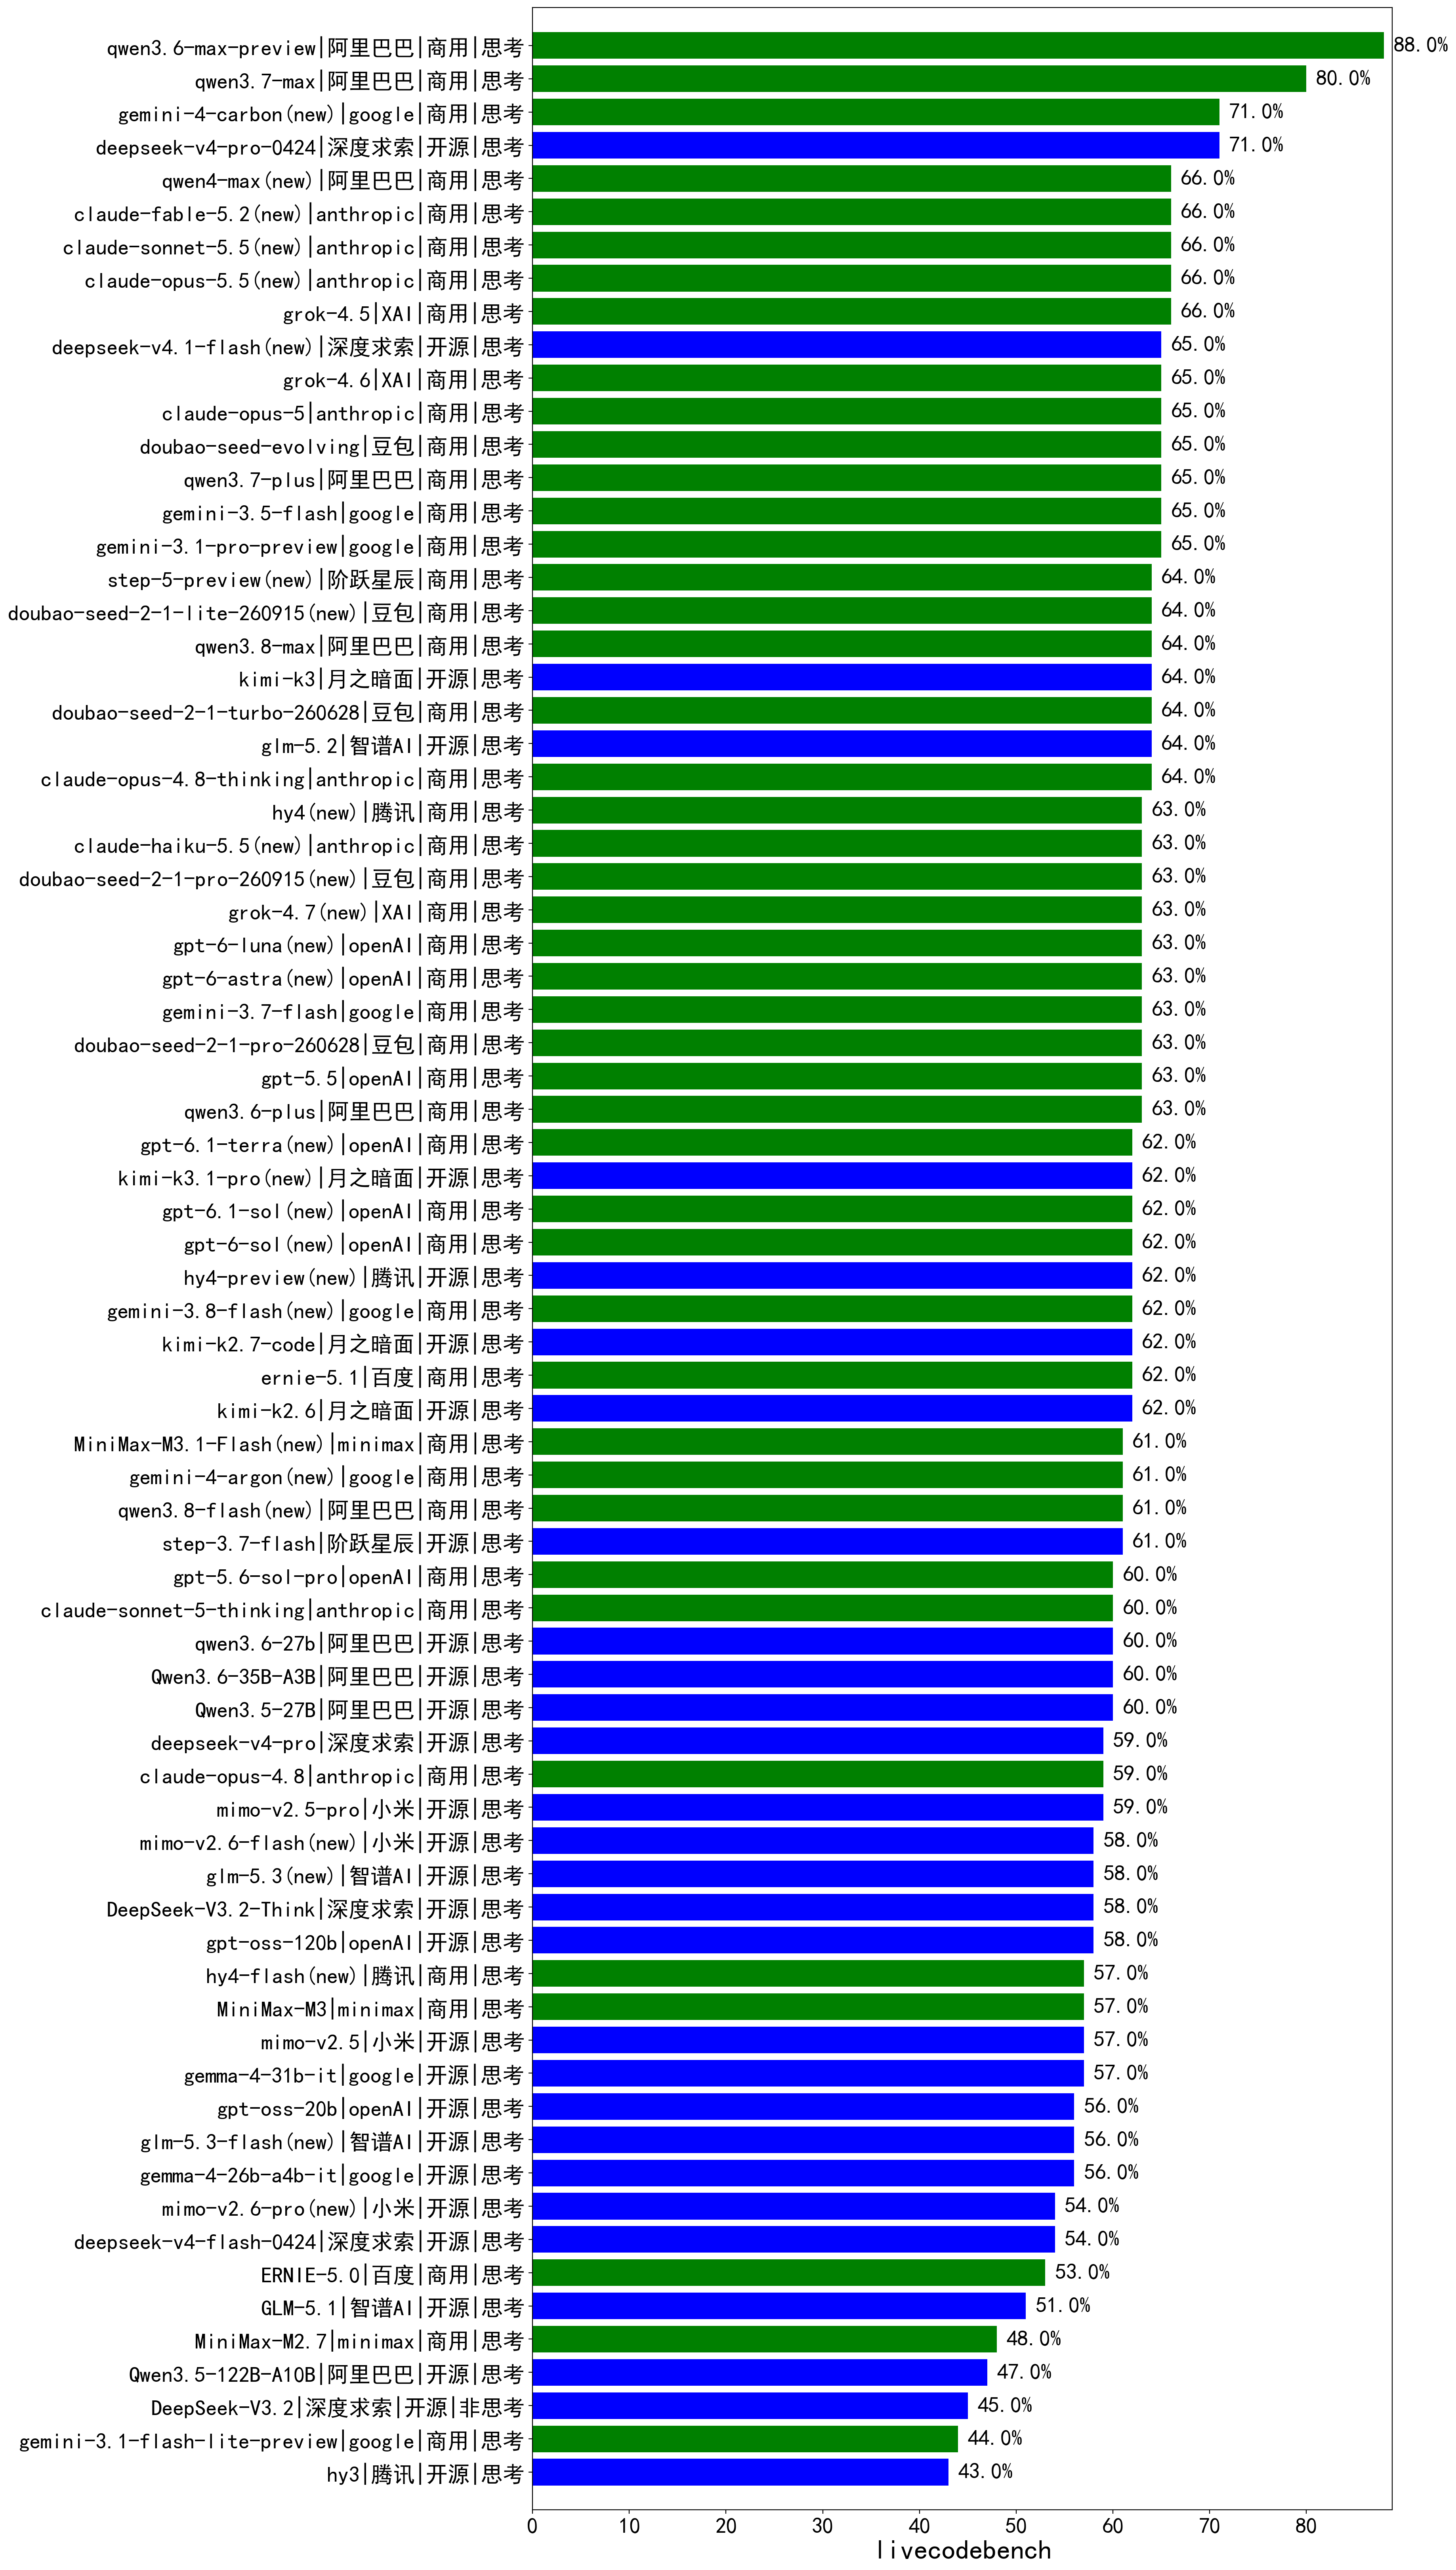 qwen3.6-max-preview|阿里巴巴|商用|思考 88.0%
qwen3.7-max|阿里巴巴|商用|思考 80.0%
gemini-4-carbon(new)|google|商用|思考 71.0%
deepseek-v4-pro-0424|深度求索|开源|思考 71.0%
qwen4-max(new)|阿里巴巴|商用|思考 66.0%
claude-fable-5.2(new)|anthropic|商用|思考 66.0%
claude-sonnet-5.5(new)|anthropic|商用|思考 66.0%
claude-opus-5.5(new)|anthropic|商用|思考 66.0%
grok-4.5|XAI|商用|思考 66.0%
deepseek-v4.1-flash(new)|深度求索|开源|思考 65.0%
grok-4.6|XAI|商用|思考 65.0%
claude-opus-5|anthropic|商用|思考 65.0%
doubao-seed-evolving|豆包|商用|思考 65.0%
qwen3.7-plus|阿里巴巴|商用|思考 65.0%
gemini-3.5-flash|google|商用|思考 65.0%
gemini-3.1-pro-preview|google|商用|思考 65.0%
step-5-preview(new)|阶跃星辰|商用|思考 64.0%
doubao-seed-2-1-lite-260915(new)|豆包|商用|思考 64.0%
qwen3.8-max|阿里巴巴|商用|思考 64.0%
kimi-k3|月之暗面|开源|思考 64.0%
doubao-seed-2-1-turbo-260628|豆包|商用|思考 64.0%
glm-5.2|智谱AI|开源|思考 64.0%
claude-opus-4.8-thinking|anthropic|商用|思考 64.0%
hy4(new)|腾讯|商用|思考 63.0%
claude-haiku-5.5(new)|anthropic|商用|思考 63.0%
doubao-seed-2-1-pro-260915(new)|豆包|商用|思考 63.0%
grok-4.7(new)|XAI|商用|思考 63.0%
gpt-6-luna(new)|openAI|商用|思考 63.0%
gpt-6-astra(new)|openAI|商用|思考 63.0%
gemini-3.7-flash|google|商用|思考 63.0%
doubao-seed-2-1-pro-260628|豆包|商用|思考 63.0%
gpt-5.5|openAI|商用|思考 63.0%
qwen3.6-plus|阿里巴巴|商用|思考 63.0%
gpt-6.1-terra(new)|openAI|商用|思考 62.0%
kimi-k3.1-pro(new)|月之暗面|开源|思考 62.0%
gpt-6.1-sol(new)|openAI|商用|思考 62.0%
gpt-6-sol(new)|openAI|商用|思考 62.0%
hy4-preview(new)|腾讯|开源|思考 62.0%
gemini-3.8-flash(new)|google|商用|思考 62.0%
kimi-k2.7-code|月之暗面|开源|思考 62.0%
ernie-5.1|百度|商用|思考 62.0%
kimi-k2.6|月之暗面|开源|思考 62.0%
MiniMax-M3.1-Flash(new)|minimax|商用|思考 61.0%
gemini-4-argon(new)|google|商用|思考 61.0%
qwen3.8-flash(new)|阿里巴巴|商用|思考 61.0%
step-3.7-flash|阶跃星辰|开源|思考 61.0%
gpt-5.6-sol-pro|openAI|商用|思考 60.0%
claude-sonnet-5-thinking|anthropic|商用|思考 60.0%
qwen3.6-27b|阿里巴巴|开源|思考 60.0%
Qwen3.6-35B-A3B|阿里巴巴|开源|思考 60.0%
Qwen3.5-27B|阿里巴巴|开源|思考 60.0%
deepseek-v4-pro|深度求索|开源|思考 59.0%
claude-opus-4.8|anthropic|商用|思考 59.0%
mimo-v2.5-pro|小米|开源|思考 59.0%
mimo-v2.6-flash(new)|小米|开源|思考 58.0%
glm-5.3(new)|智谱AI|开源|思考 58.0%
DeepSeek-V3.2-Think|深度求索|开源|思考 58.0%
gpt-oss-120b|openAI|开源|思考 58.0%
hy4-flash(new)|腾讯|商用|思考 57.0%
MiniMax-M3|minimax|商用|思考 57.0%
mimo-v2.5|小米|开源|思考 57.0%
gemma-4-31b-it|google|开源|思考 57.0%
gpt-oss-20b|openAI|开源|思考 56.0%
glm-5.3-flash(new)|智谱AI|开源|思考 56.0%
gemma-4-26b-a4b-it|google|开源|思考 56.0%
mimo-v2.6-pro(new)|小米|开源|思考 54.0%
deepseek-v4-flash-0424|深度求索|开源|思考 54.0%
ERNIE-5.0|百度|商用|思考 53.0%
GLM-5.1|智谱AI|开源|思考 51.0%
MiniMax-M2.7|minimax|商用|思考 48.0%
Qwen3.5-122B-A10B|阿里巴巴|开源|思考 47.0%
DeepSeek-V3.2|深度求索|开源|非思考 45.0%
gemini-3.1-flash-lite-preview|google|商用|思考 44.0%
hy3|腾讯|开源|思考 43.0%
0 10 20 30 40 50 60 70 80
livecodebench